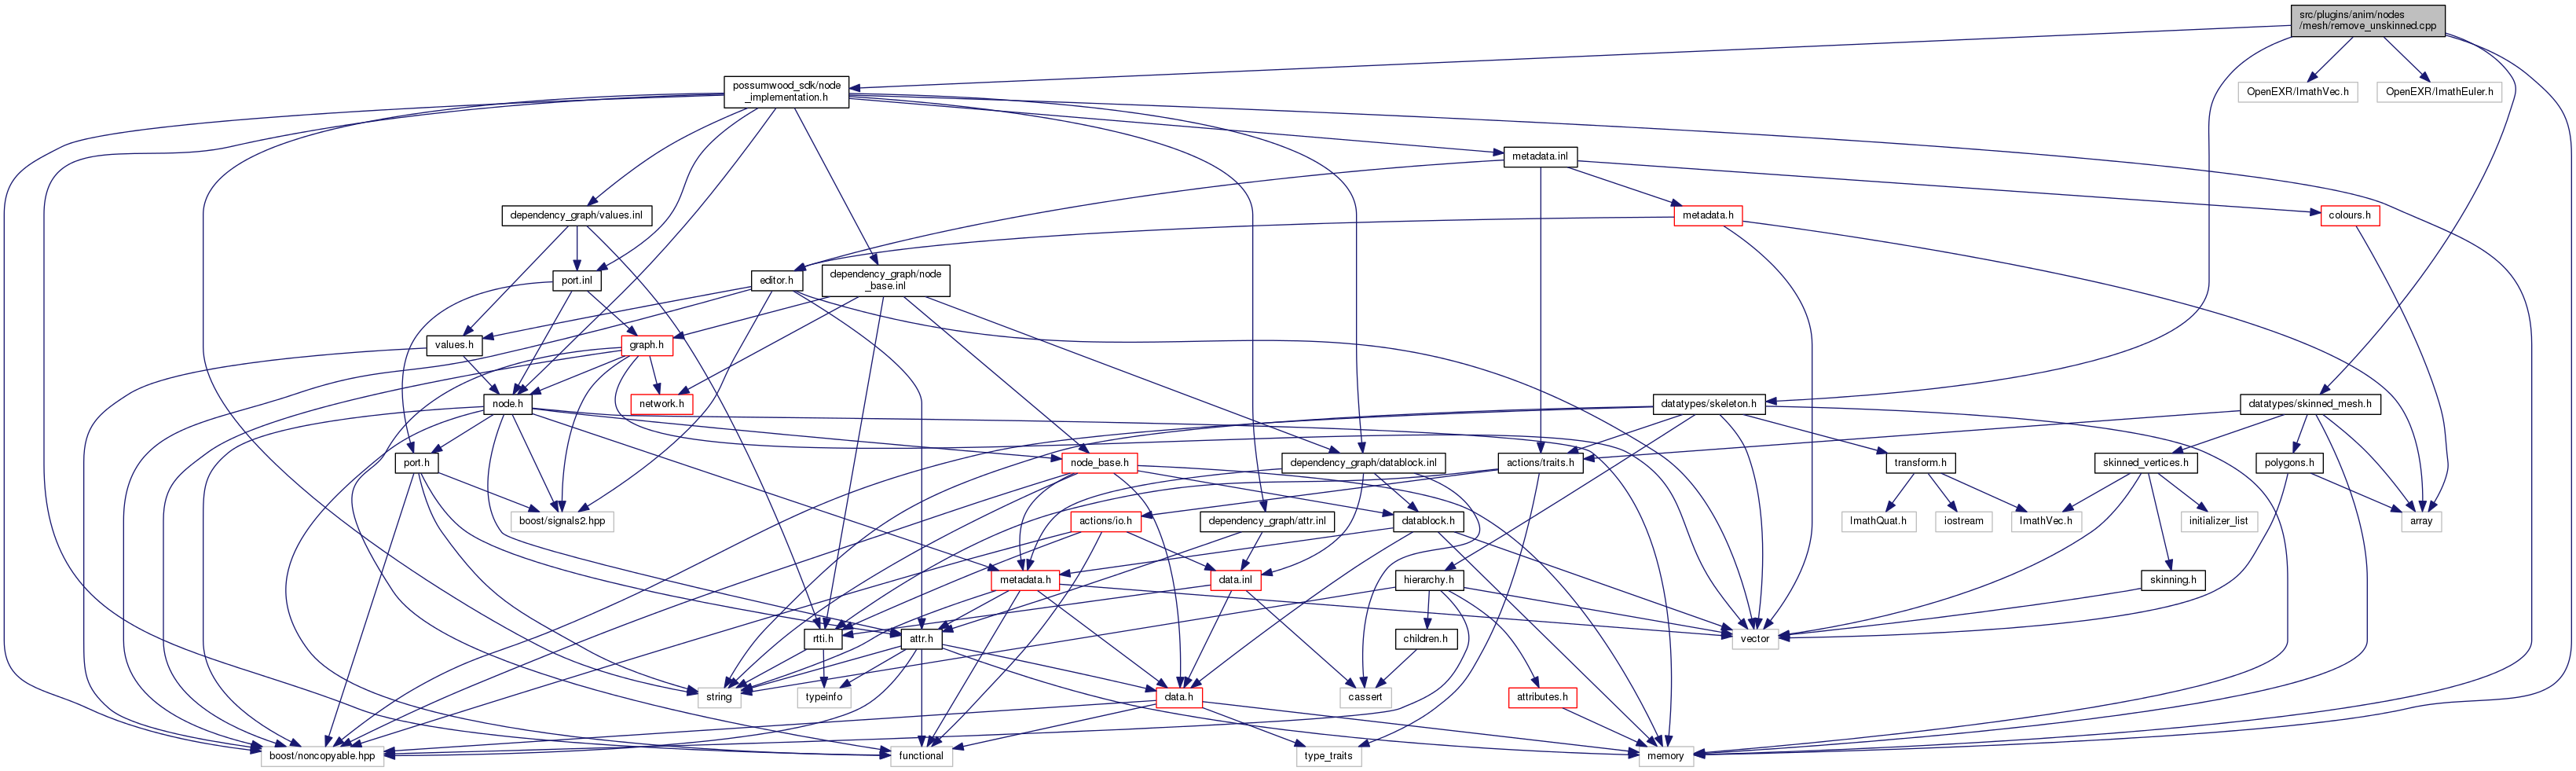 src/plugins/anim/nodes
/mesh/remove_unskinned.cpp
possumwood_sdk/node
_implementation.h
OpenEXR/ImathVec.h
OpenEXR/ImathEuler.h
metadata.inl
dependency_graph/values.inl
metadata.h
colours.h
port.inl
editor.h
dependency_graph/node
_base.inl
values.h
graph.h
network.h
node.h
datatypes/skeleton.h
datatypes/skinned_mesh.h
port.h
node_base.h
dependency_graph/datablock.inl
actions/traits.h
transform.h
skinned_vertices.h
polygons.h
boost/signals2.hpp
actions/io.h
dependency_graph/attr.inl
datablock.h
ImathQuat.h
iostream
ImathVec.h
initializer_list
array
metadata.h
data.inl
hierarchy.h
skinning.h
rtti.h
attr.h
children.h
vector
string
typeinfo
data.h
cassert
attributes.h
boost/noncopyable.hpp
functional
type_traits
memory